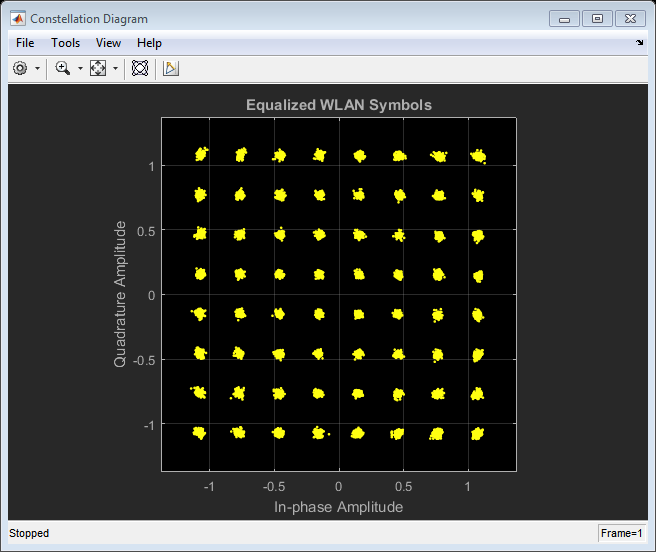 Constellation Diagram
File Tools View Help
Equalized WLAN Symbols
Quadrature Amplitude
1
0.5
0
-0.5
-1
-1 -0.5 0 0.5 1
In-phase Amplitude
Stopped Frame=1